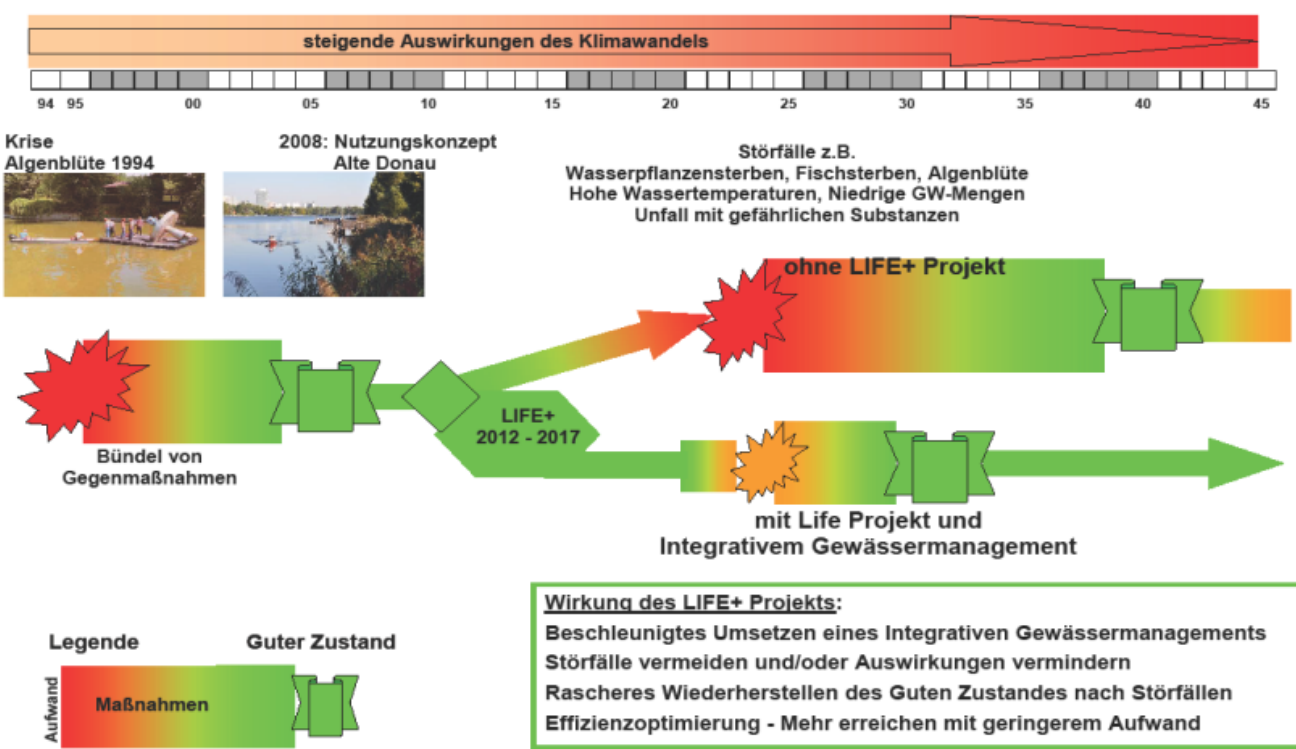 steigende Auswirkungen des Klimawandels
94 95 00 05 10 15 20 25 30 35 40 45
Krise
Algenblüte 1994
2008: Nutzungskonzept
Alte Donau
Störfälle z.B.
Wasserpflanzensterben, Fischsterben, Algenblüte
Hohe Wassertemperaturen, Niedrige GW-Mengen
Unfall mit gefährlichen Substanzen
ohne LIFE+ Projekt
LIFE+
2012 - 2017
Bündel von
Gegenmaßnahmen
mit Life Projekt und
Integrativem Gewässermanagement
Legende
Guter Zustand
Aufwand
Maßnahmen
Wirkung des LIFE+ Projekts:
Beschleunigtes Umsetzen eines Integrativen Gewässermanagements
Störfälle vermeiden und/oder Auswirkungen vermindern
Rascheres Wiederherstellen des Guten Zustandes nach Störfällen
Effizienzoptimierung - Mehr erreichen mit geringerem Aufwand